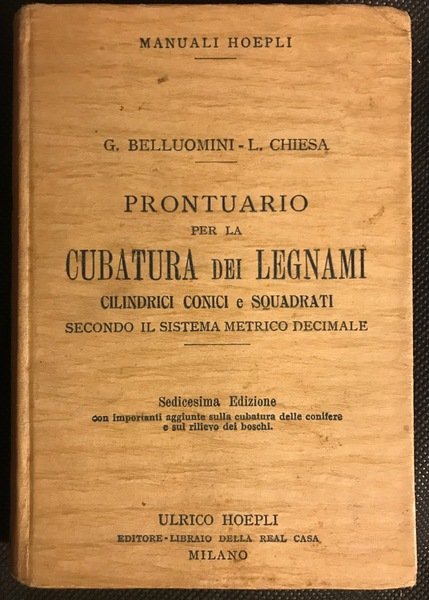 MANUALI HOEPLI
G. BELLUOMINI - L. CHIESA
PRONTUARIO
PER LA
CUBATURA DEI LEGNAMI
CILINDRICI CONICI e SQUADRATI
SECONDO IL SISTEMA METRICO DECIMALE
Sedicesima Edizione
con importanti aggiunte sulla cubatura delle conifere
e sul rilievo dei boschi.
ULRICO HOEPLI
EDITORE-LIBRAIO DELLA REAL CASA
MILANO